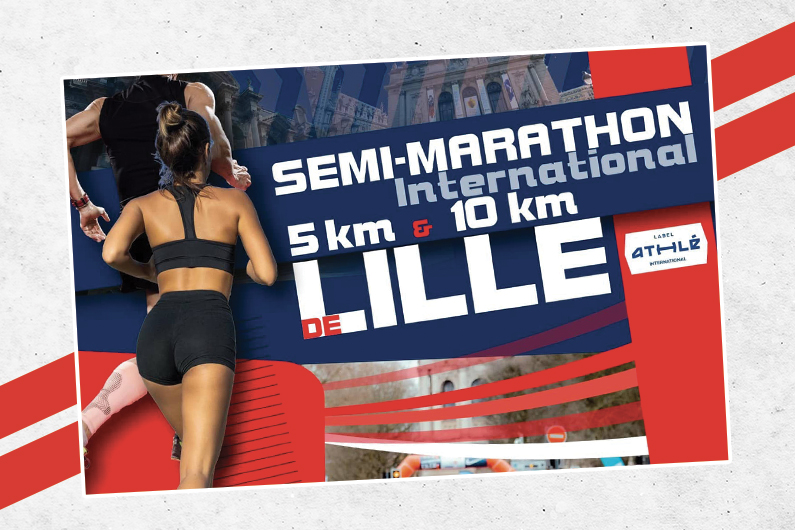 SEMI-MARATHON
International
5 km & 10 km
DE LILLE
LABEL
ATHLÉ
INTERNATIONAL